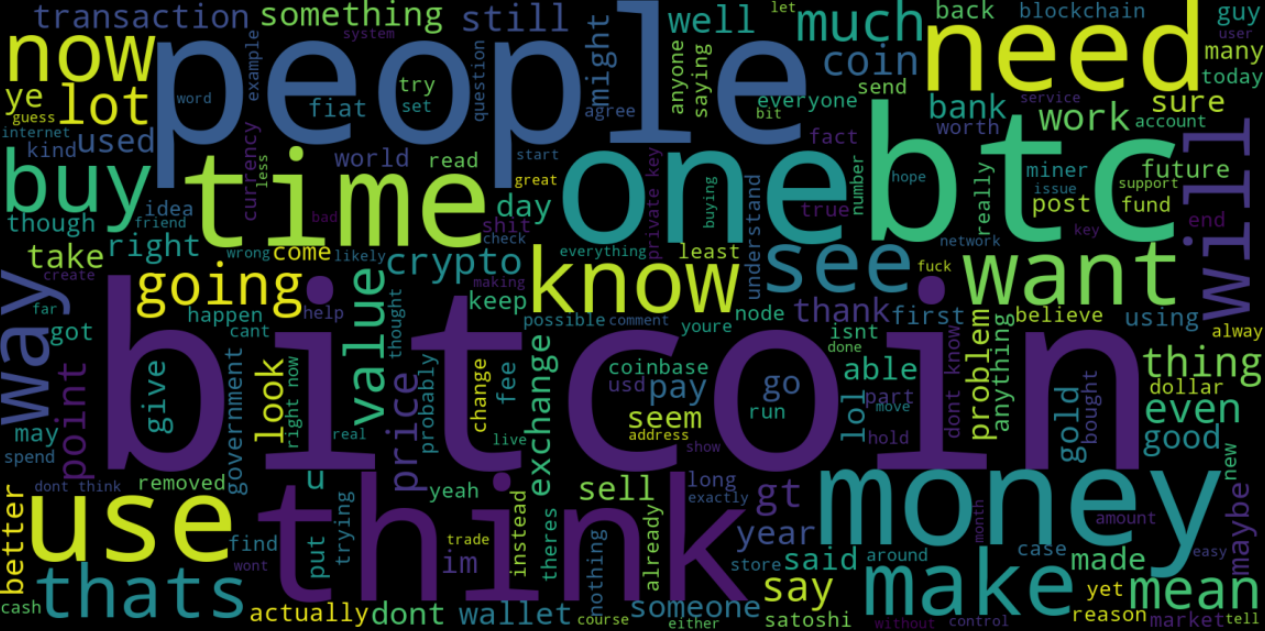 transaction
something
still
system
let
back
blockchain
guy
user
many
today
now
people
might
well
much
need
coin
send
anyone
saying
example
question
try
set
word
fiat
agree
everyone
bit
ye
lot
guess
internet
kind
used
bank
worth
service
work
sure
account
fact
btc
will
buy
time
currency
less
world
read
start
great
one
private key
buying
number
hope
true
really
miner
issue
future
support
post
fund
key
end
though
idea
friend
bad
day
shit
check
understand
right
wrong
come
likely
everything
least
see
network
fuck
want
take
create
way
far
going
happen
help
value
thought
crypto
making
keep
know
possible
comment
youre
node
thank
first
isnt
done
dont know
problem
anything
believe
using
alway
got
cant
bitcoin
point
give
government
look
right now
real
price
probably
change
live
fee
exchange
coinbase
usd
pay
seem
address
show
go
run
lol
able
part
move
hold
gold
bought
thing
dollar
even
good
new
may
spend
dont think
removed
u
yeah
sell
long
exactly
gt
money
month
amount
maybe
easy
better
use
think
find
wont
put
trying
im
trade
instead
theres
nothing
already
year
store
said
around
case
made
cash
thats
actually
dont
wallet
course
someone
either
say
satoshi
make
without
control
yet
reason
mean
market
tell